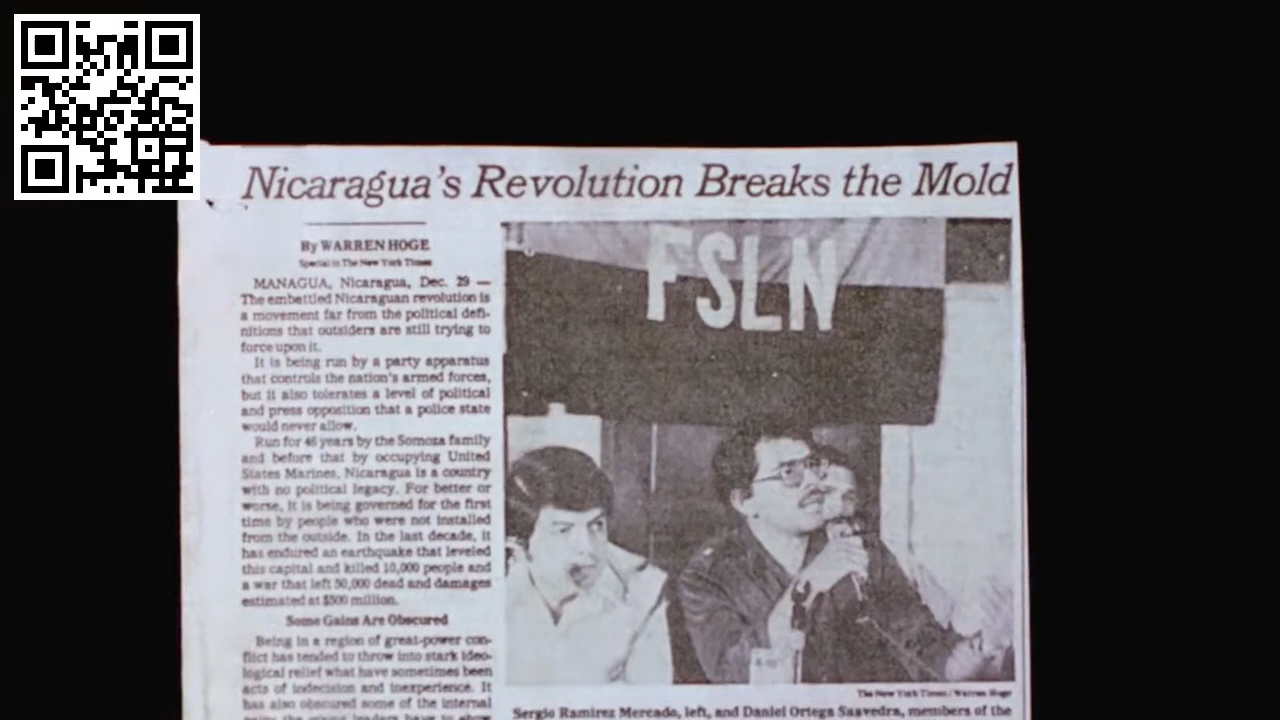 Nicaragua's Revolution Breaks the Mold
By WARREN HOGE
Special to The New York Times
MANAGUA, Nicaragua, Dec. 29 —
The embattled Nicaraguan revolution is
a movement far from the political defi-
nitions that outsiders are still trying to
force upon it.
It is being run by a party apparatus
that controls the nation's armed forces,
but it also tolerates a level of political
and press opposition that a police state
would never allow.
Run for 46 years by the Somoza family
and before that by occupying United
States Marines, Nicaragua is a country
with no political legacy. For better or
worse, it is being governed for the first
time by people who were not installed
from the outside. In the last decade, it
has endured an earthquake that leveled
this capital and killed 10,000 people and
a war that left 50,000 dead and damages
estimated at $500 million.
Some Gains Are Obscured
Being in a region of great-power con-
flict has tended to throw into stark ideo-
logical relief what have sometimes been
acts of indecision and inexperience. It
has also obscured some of the internal
FSLN
The New York Times / Warren Hoge
Sergio Ramirez Mercado, left, and Daniel Ortega Saavedra, members of the